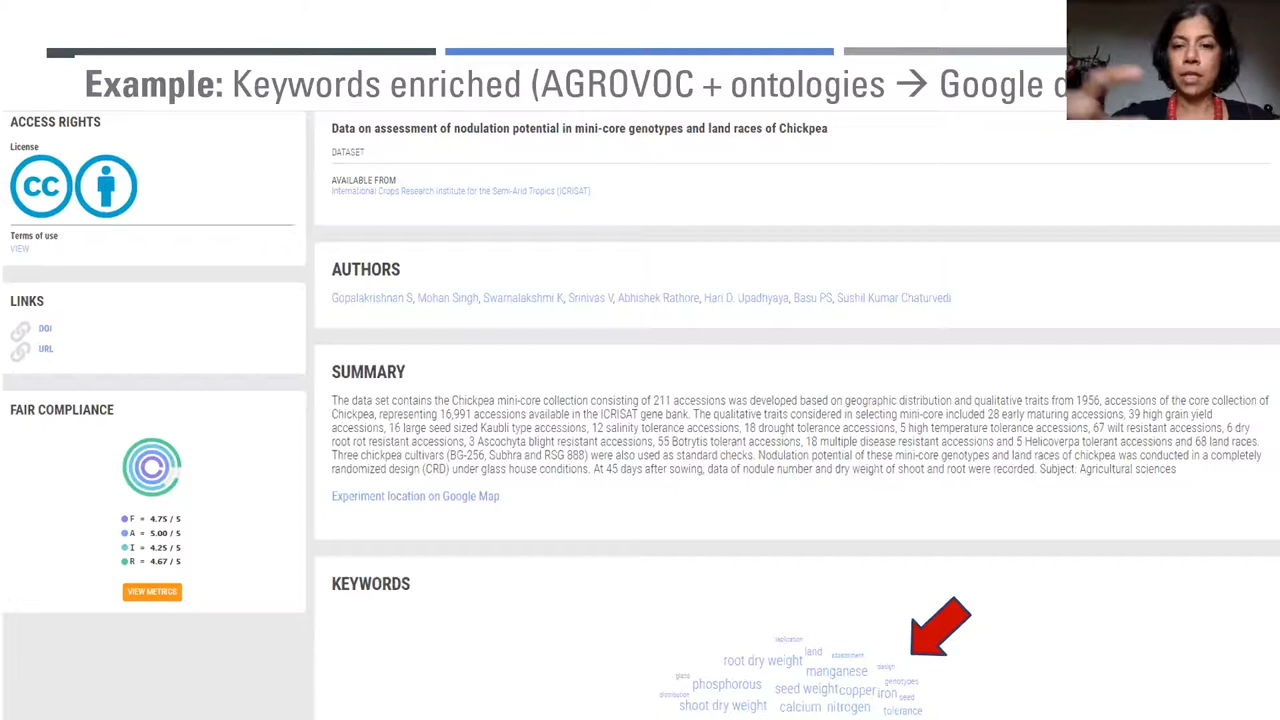 Example: Keywords enriched (AGROVOC + ontologies → Google
ACCESS RIGHTS
License
CC
Terms of use
VIEW
LINKS
DOI
URL
FAIR COMPLIANCE
F = 4.75 / 5
A = 5.00 / 5
I = 4.25 / 5
R = 4.67 / 5
VIEW METRICS
Data on assessment of nodulation potential in mini-core genotypes and land races of Chickpea
DATASET
AVAILABLE FROM
International Crops Research Institute for the Semi-Arid Tropics (ICRISAT)
AUTHORS
Gopalakrishnan S, Mohan Singh, Swarnalakshmi K, Srinivas V, Abhishek Rathore, Hari D. Upadhyaya, Basu PS, Sushil Kumar Chaturvedi
SUMMARY
The data set contains the Chickpea mini-core collection consisting of 211 accessions was developed based on geographic distribution and qualitative traits from 1956, accessions of the core collection of
Chickpea, representing 16,991 accessions available in the ICRISAT gene bank. The qualitative traits considered in selecting mini-core included 28 early maturing accessions, 39 high grain yield
accessions, 16 large seed sized Kaubli type accessions, 12 salinity tolerance accessions, 18 drought tolerance accessions, 5 high temperature tolerance accessions, 67 wilt resistant accessions, 6 dry
root rot resistant accessions, 3 Ascochyta blight resistant accessions, 55 Botrytis tolerant accessions, 18 multiple disease resistant accessions and 5 Helicoverpa tolerant accessions and 68 land races.
Three chickpea cultivars (BG-256, Subhra and RSG 888) were also used as standard checks. Nodulation potential of these mini-core genotypes and land races of chickpea was conducted in a completely
randomized design (CRD) under glass house conditions. At 45 days after sowing, data of nodule number and dry weight of shoot and root were recorded. Subject: Agricultural sciences
Experiment location on Google Map
KEYWORDS
replication
land assessment
root dry weight manganese design
gland phosphorous seed weight copper iron genotypes
distribution seed
shoot dry weight calcium nitrogen tolerance